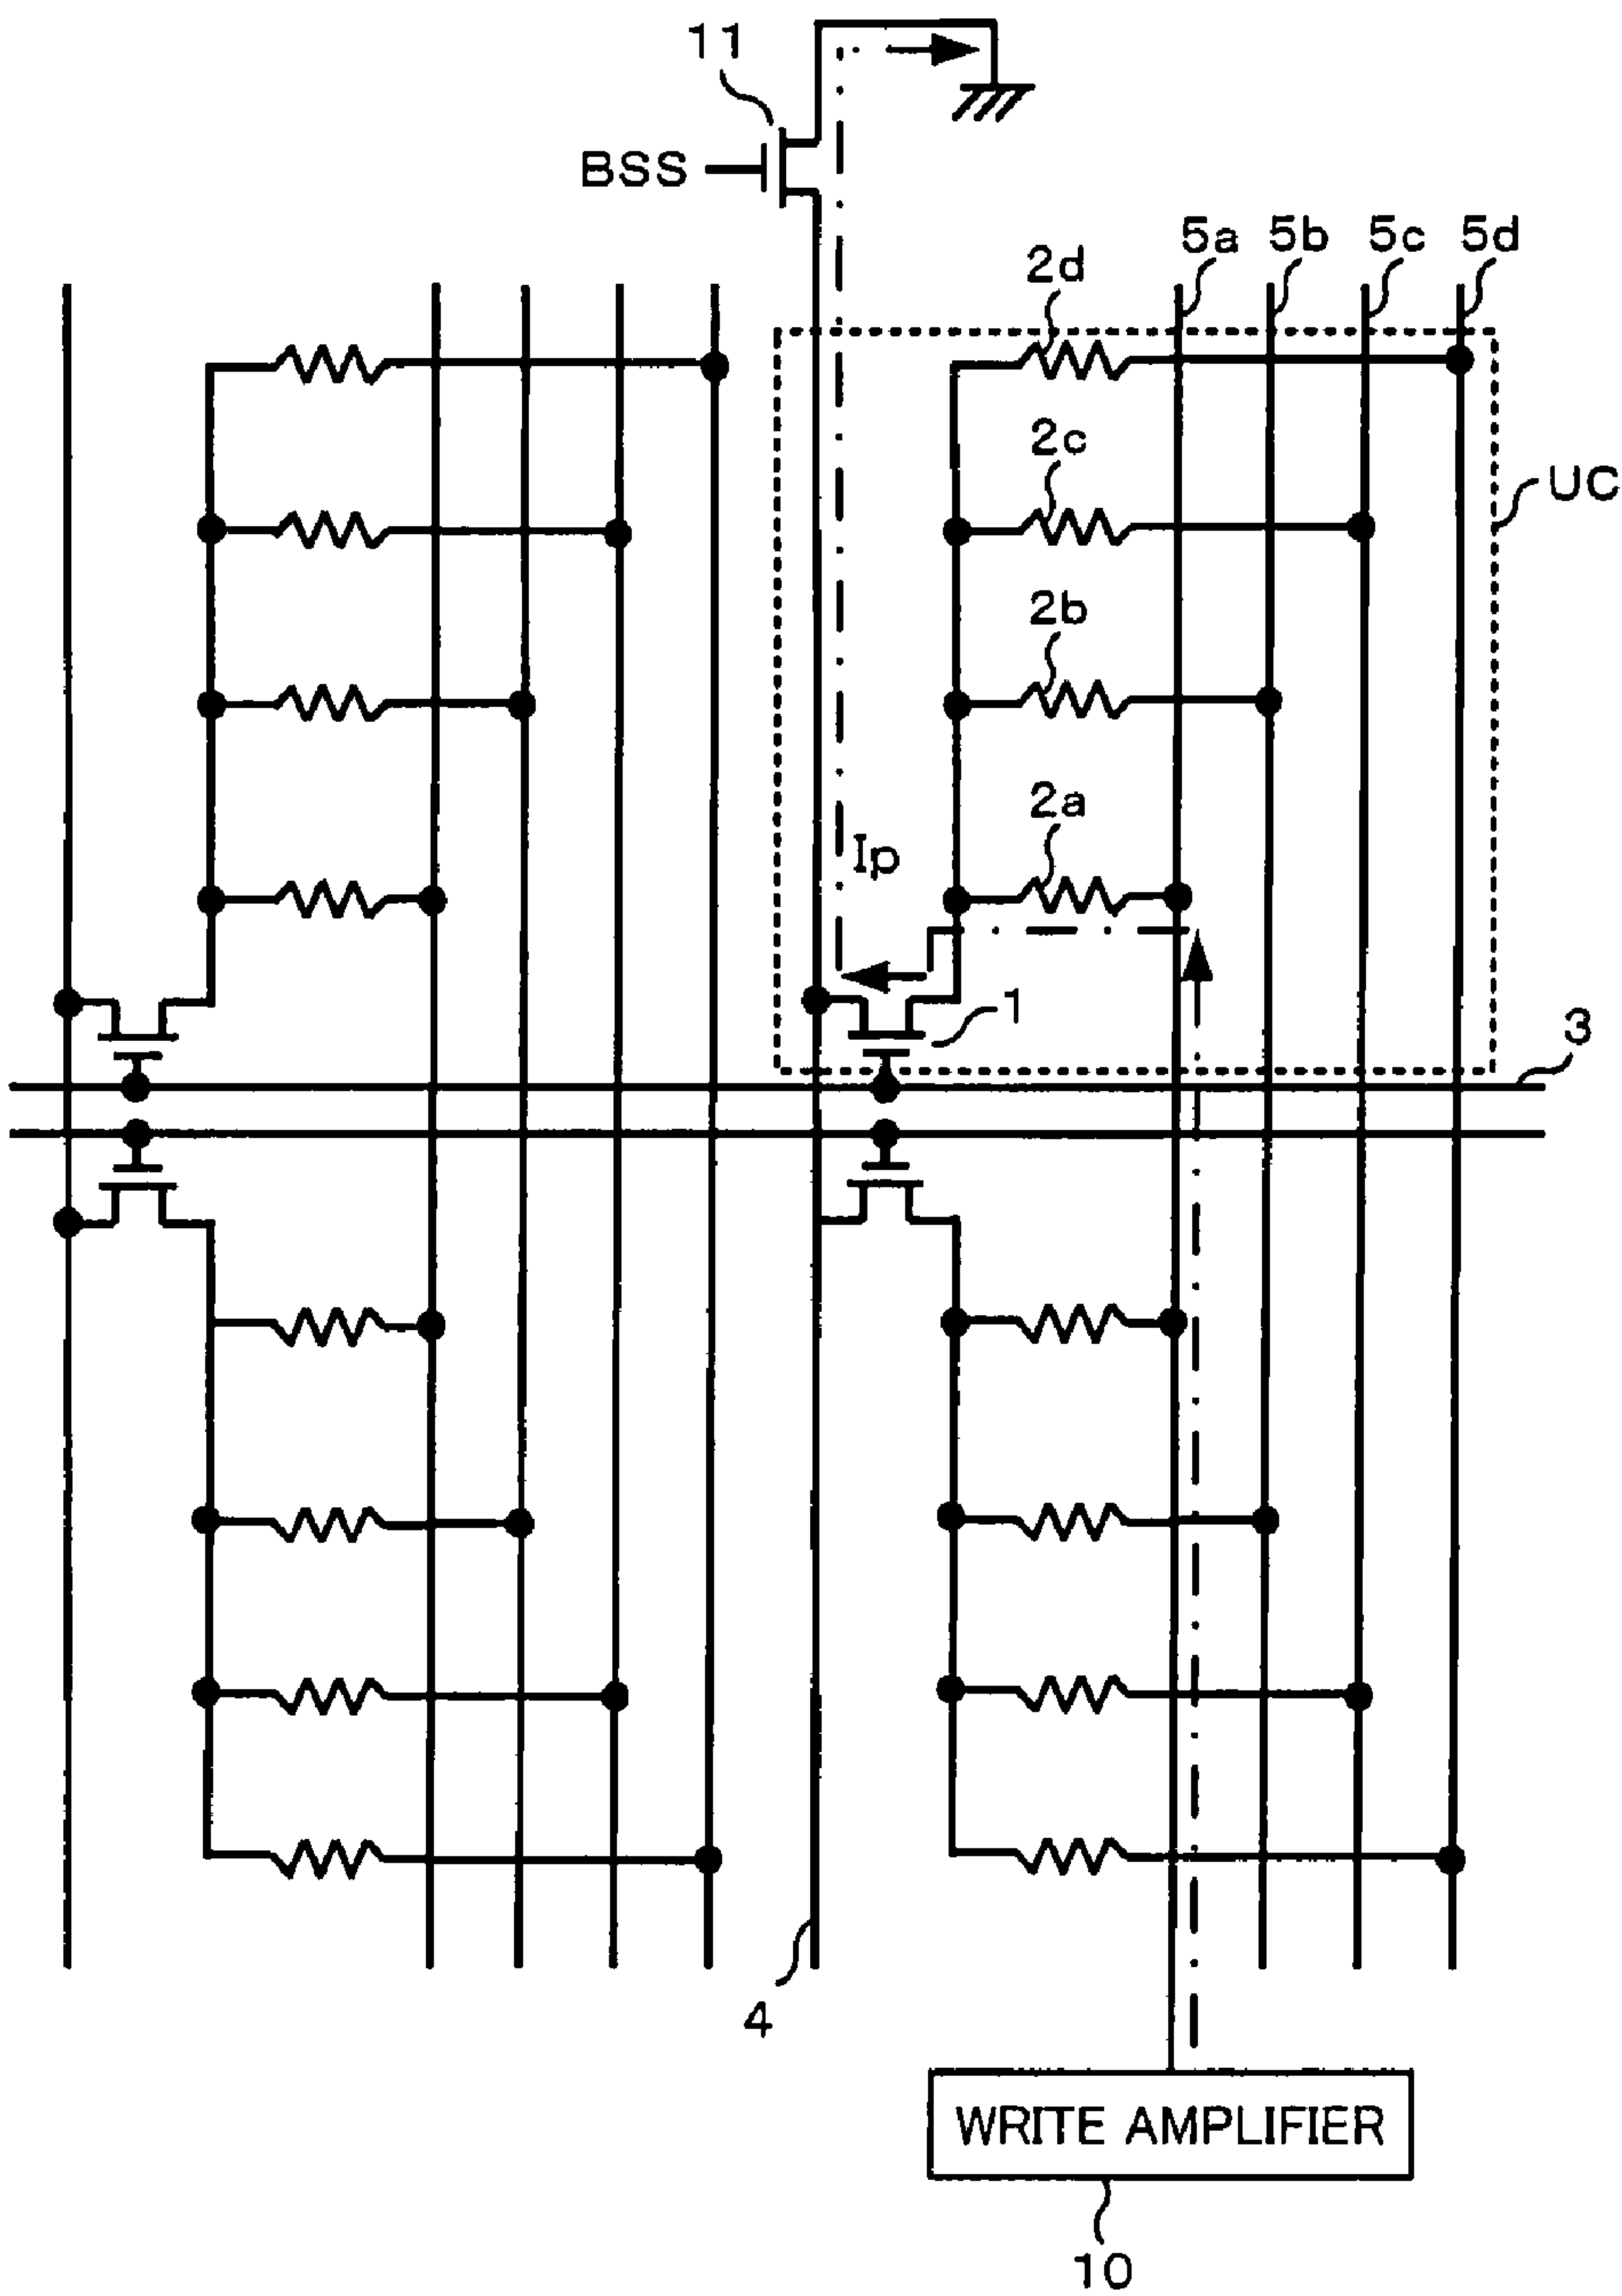 11
BSS
5a 5b 5c 5d
2d
2c
UC
2b
2a
Ip
1
3
4
WRITE AMPLIFIER
10